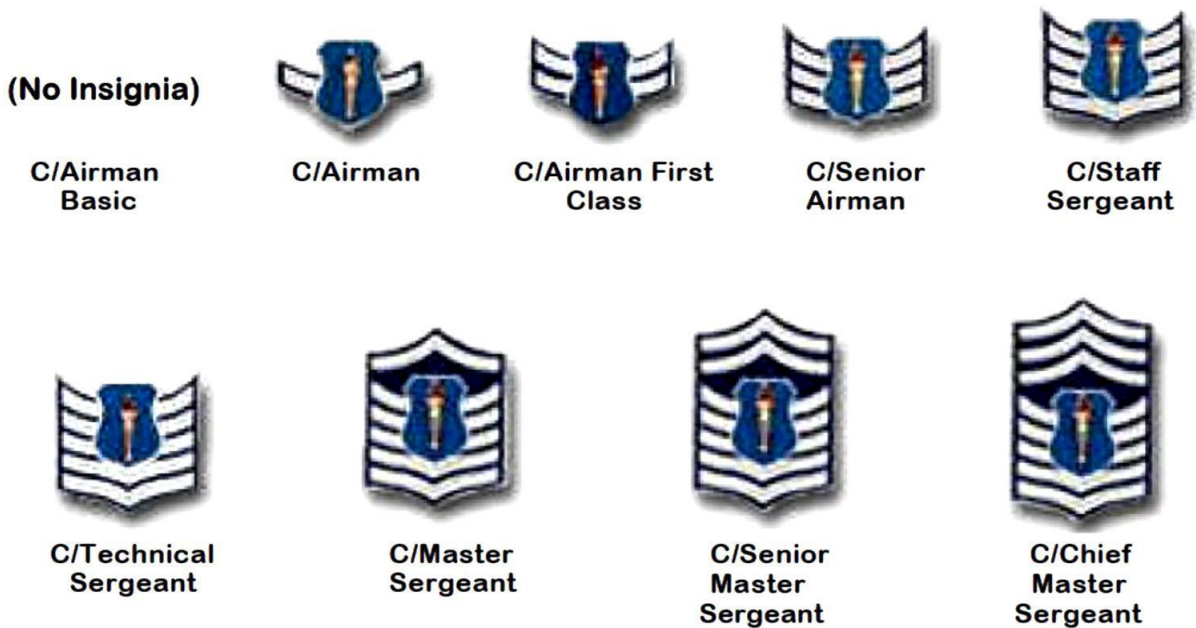 (No Insignia)
C/Airman
Basic
C/Airman
C/Airman First
Class
C/Senior
Airman
C/Staff
Sergeant
C/Technical
Sergeant
C/Master
Sergeant
C/Senior
Master
Sergeant
C/Chief
Master
Sergeant